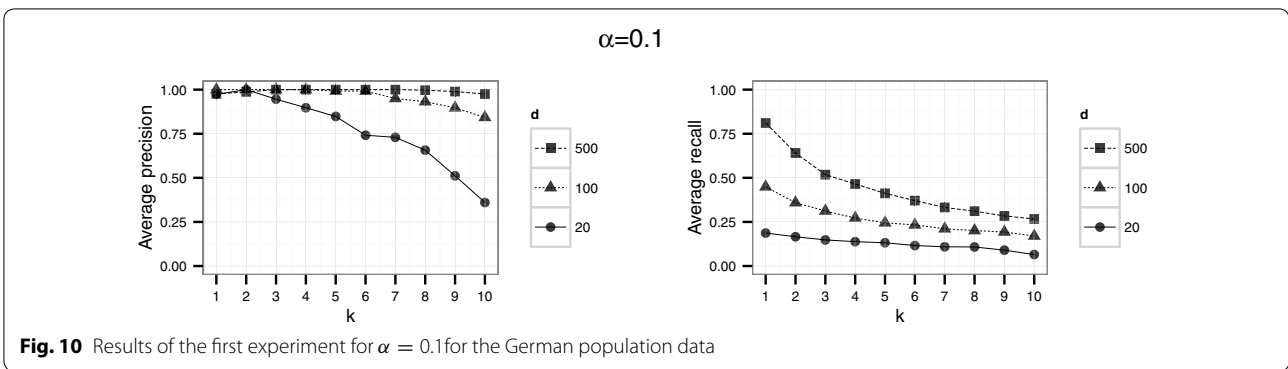 α=0.1
Average precision
1.00
0.75
0.50
0.25
0.00
1 2 3 4 5 6 7 8 9 10
k
d
500
100
20
Average recall
1.00
0.75
0.50
0.25
0.00
1 2 3 4 5 6 7 8 9 10
k
d
500
100
20
Fig. 10 Results of the first experiment for α = 0.1for the German population data